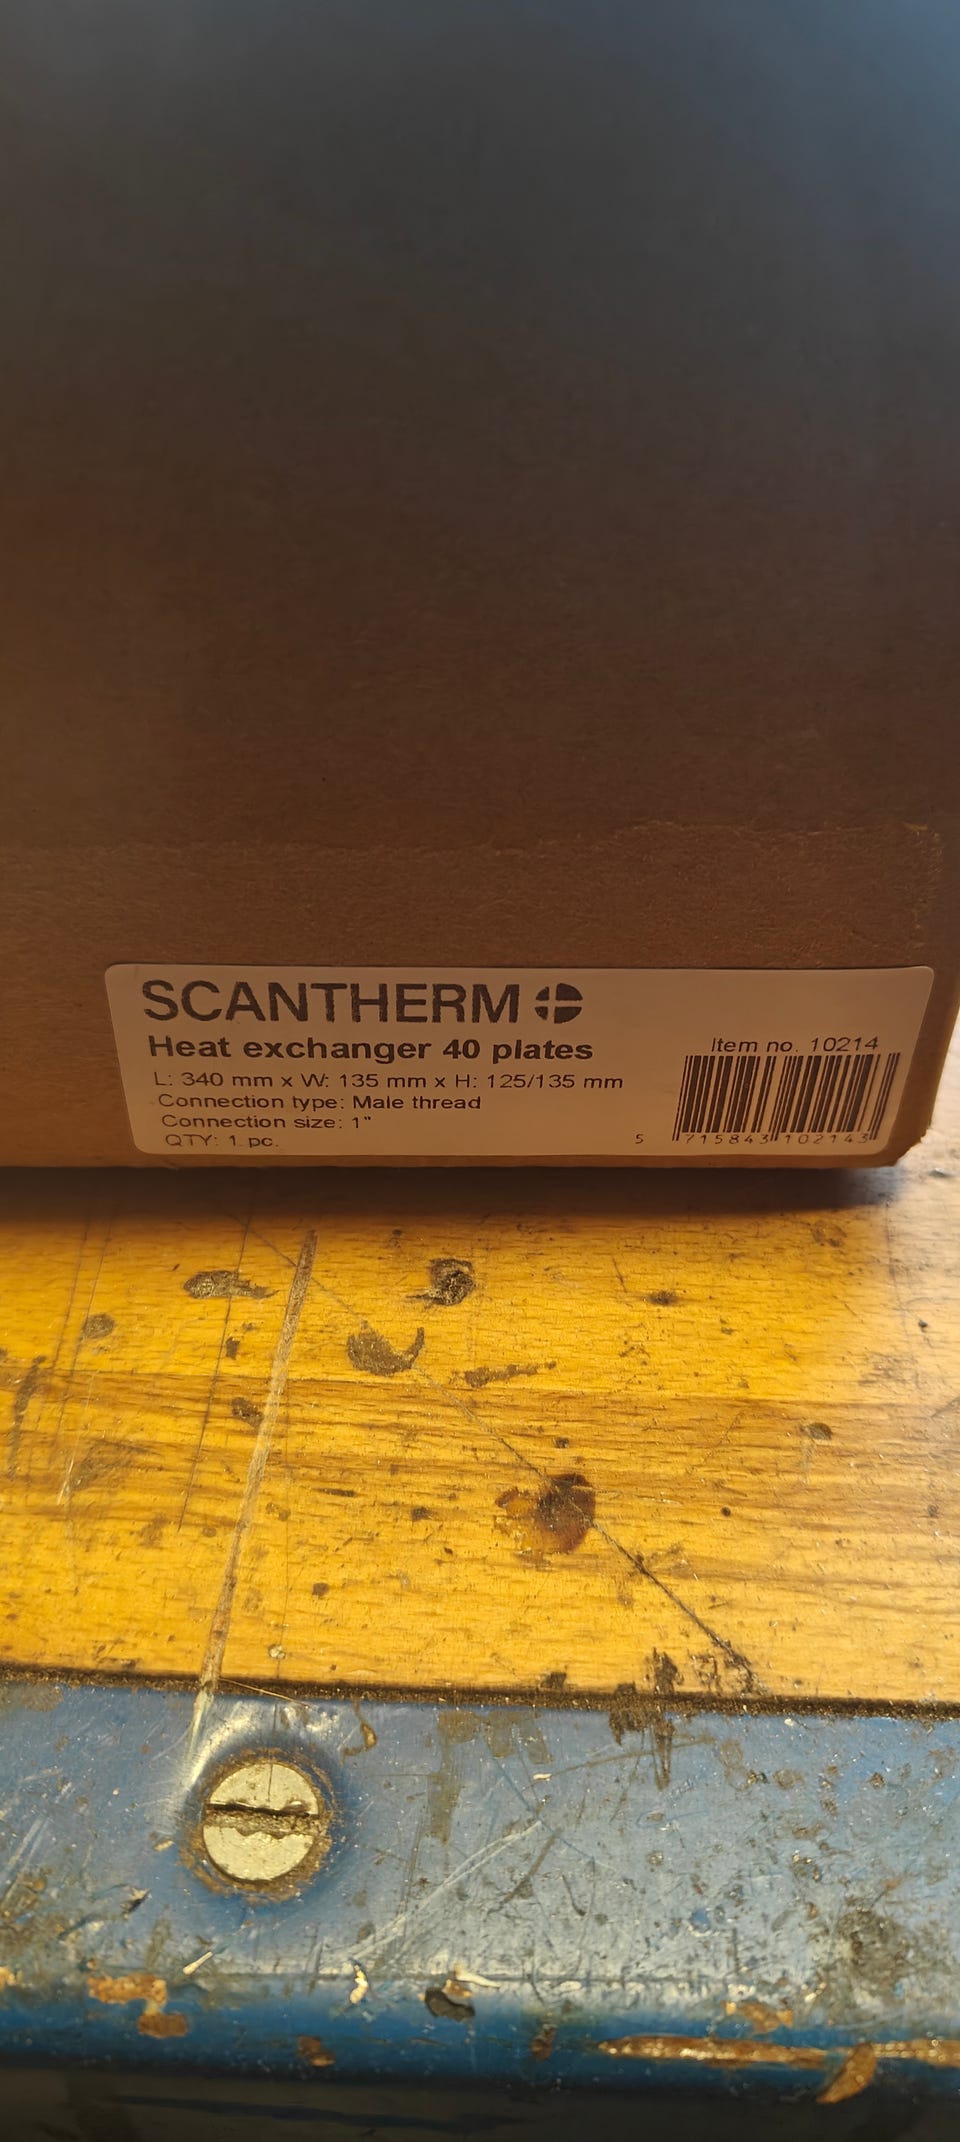 SCANTHERM
Heat exchanger 40 plates
L: 340 mm x W: 135 mm x H: 125/135 mm
Connection type: Male thread
Connection size: 1"
QTY: 1 pc.
Item no. 10214
5 715843 102143